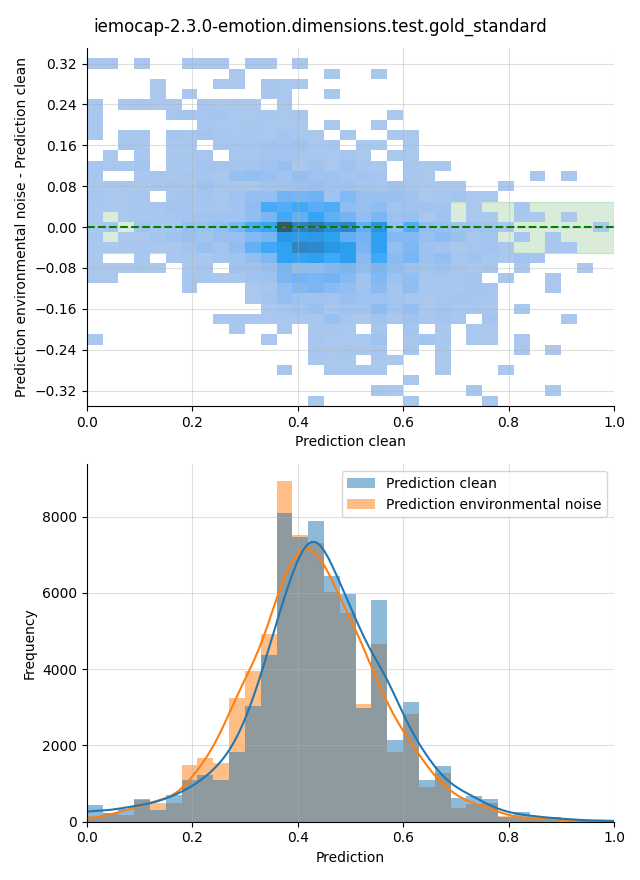 iemocap-2.3.0-emotion.dimensions.test.gold_standard
Prediction environmental noise - Prediction clean
0.32
0.24
0.16
0.08
0.00
−0.08
−0.16
−0.24
−0.32
0.0 0.2 0.4 0.6 0.8 1.0
Prediction clean
Prediction clean
Prediction environmental noise
Frequency
8000
6000
4000
2000
0
0.0 0.2 0.4 0.6 0.8 1.0
Prediction